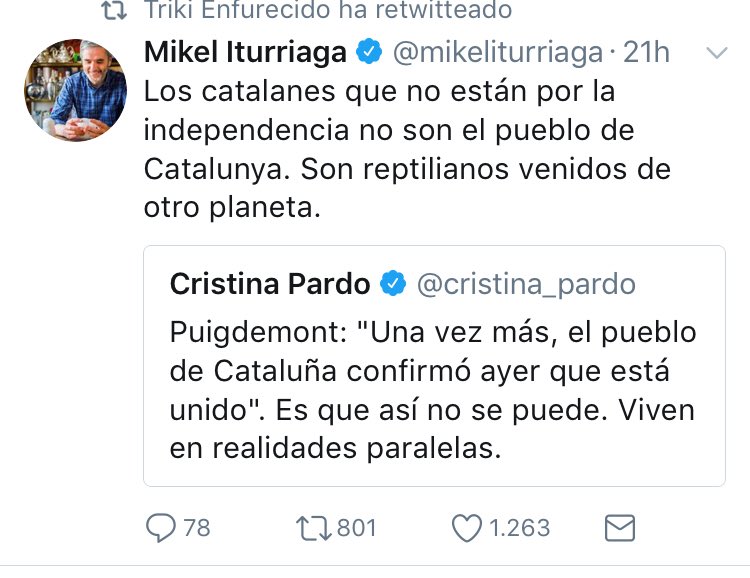 Triki Enfurecido ha retwitteado
Mikel Iturriaga @mikeliturriaga · 21h
Los catalanes que no están por la
independencia no son el pueblo de
Catalunya. Son reptilianos venidos de
otro planeta.
Cristina Pardo @cristina_pardo
Puigdemont: "Una vez más, el pueblo
de Cataluña confirmó ayer que está
unido". Es que así no se puede. Viven
en realidades paralelas.
78 801 1.263